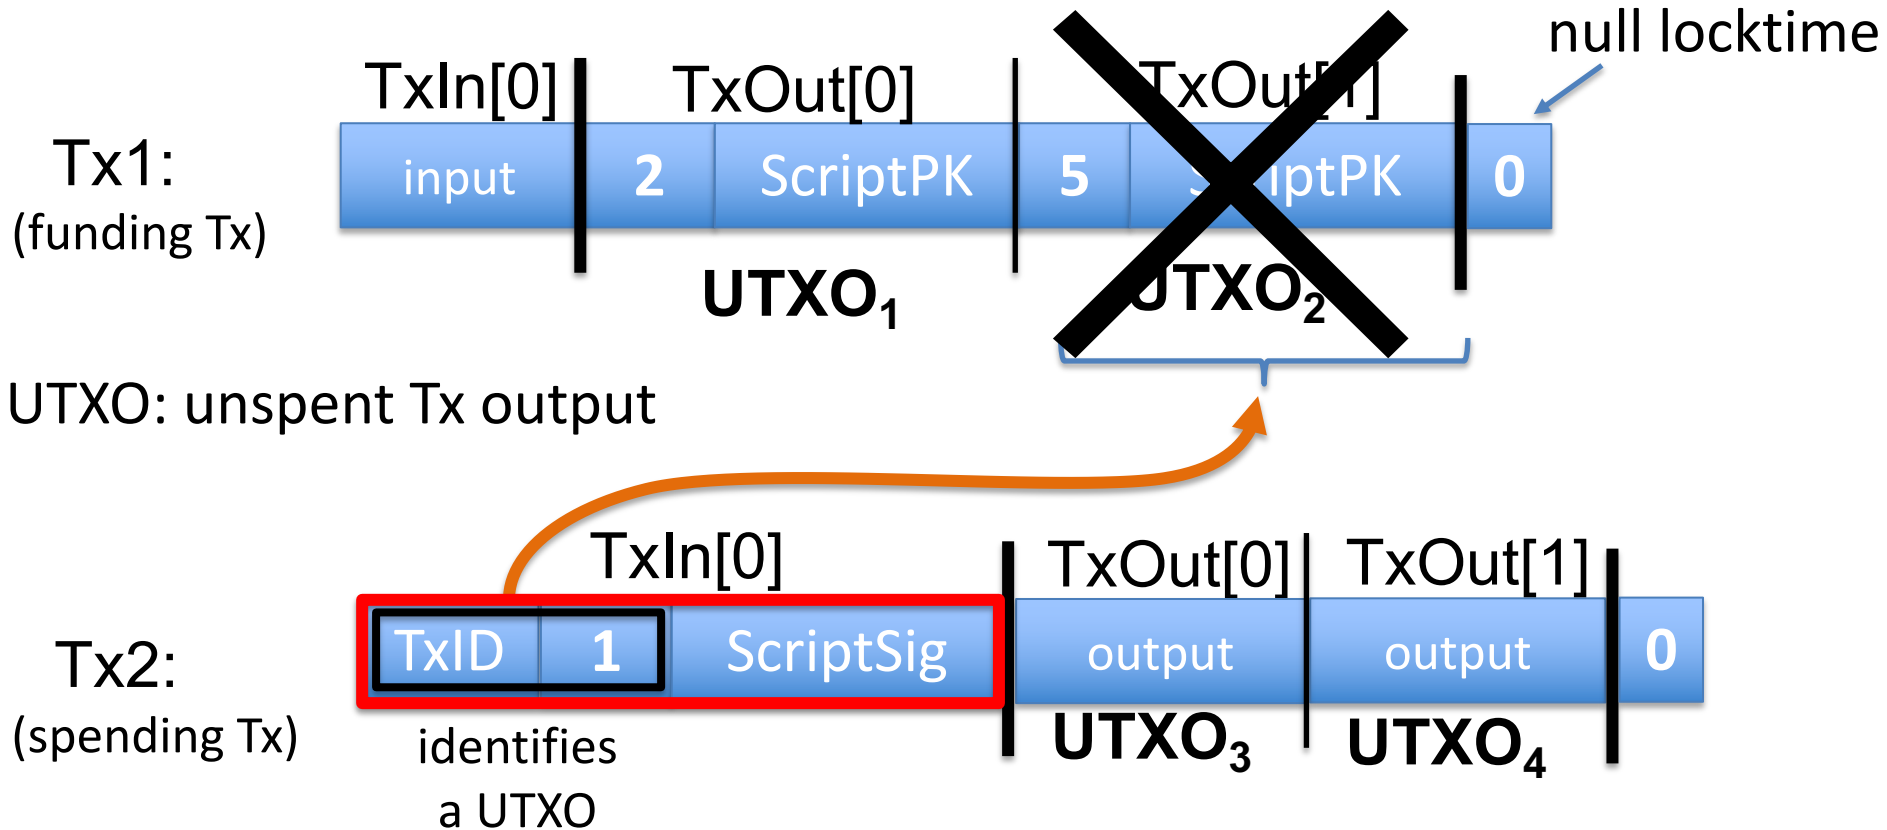 null locktime
TxIn[0] TxOut[0] TxOut[1]
Tx1:
input 2 ScriptPK 5 ScriptPK 0
(funding Tx)
UTXO1 UTXO2
UTXO: unspent Tx output
TxIn[0] TxOut[0] TxOut[1]
Tx2:
TxID 1 ScriptSig output output 0
(spending Tx)
UTXO3 UTXO4
identifies
a UTXO